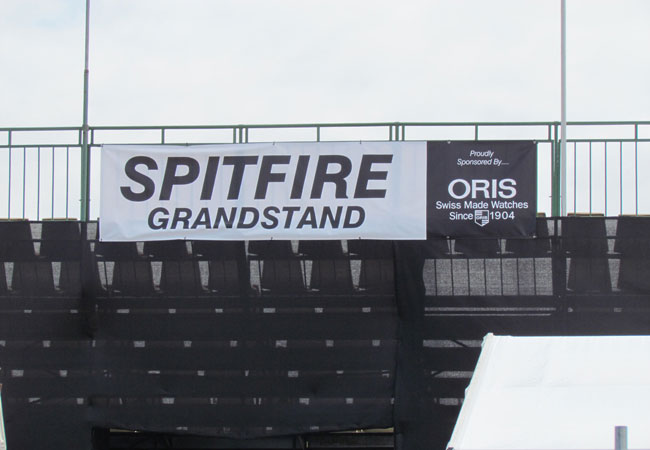 SPITFIRE
GRANDSTAND
Proudly
Sponsored By....
ORIS
Swiss Made Watches
Since 1904